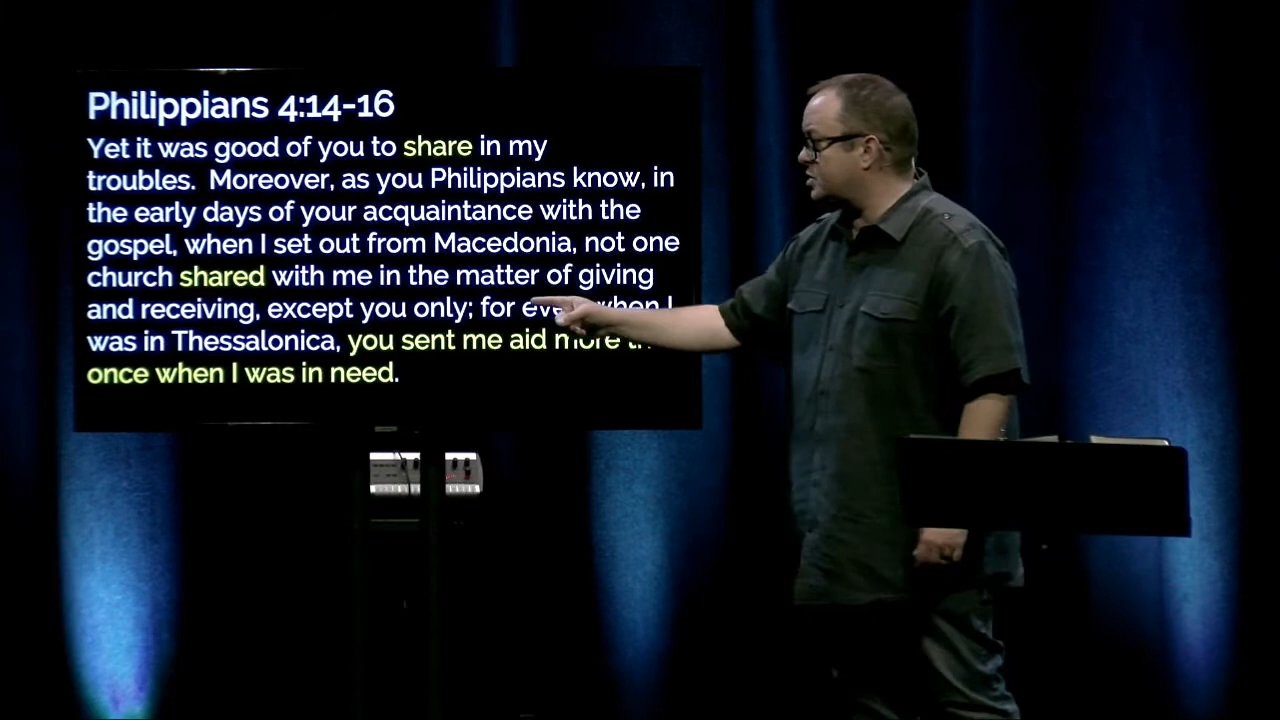 Philippians 4:14-16
Yet it was good of you to share in my
troubles. Moreover, as you Philippians know, in
the early days of your acquaintance with the
gospel, when I set out from Macedonia, not one
church shared with me in the matter of giving
and receiving, except you only; for when I
was in Thessalonica, you sent me aid more
once when I was in need.